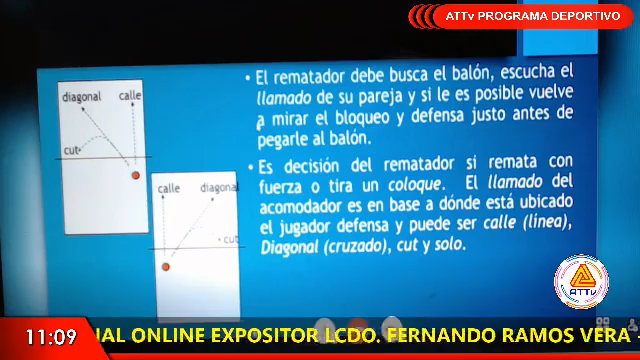 ATTv PROGRAMA DEPORTIVO
• El rematador debe busca el balón, escucha el
llamado de su pareja y si le es posible vuelve
a mirar el bloqueo y defensa justo antes de
pegarle al balón.
• Es decisión del rematador si remata con
fuerza o tira un coloque. El llamado del
acomodador es en base a dónde está ubicado
el jugador defensa y puede ser calle (línea),
Diagonal (cruzado), cut y solo.
diagonal calle
cut
calle diagonal
cut
ATTv
11:09 IAL ONLINE EXPOSITOR LCDO. FERNANDO RAMOS VERA